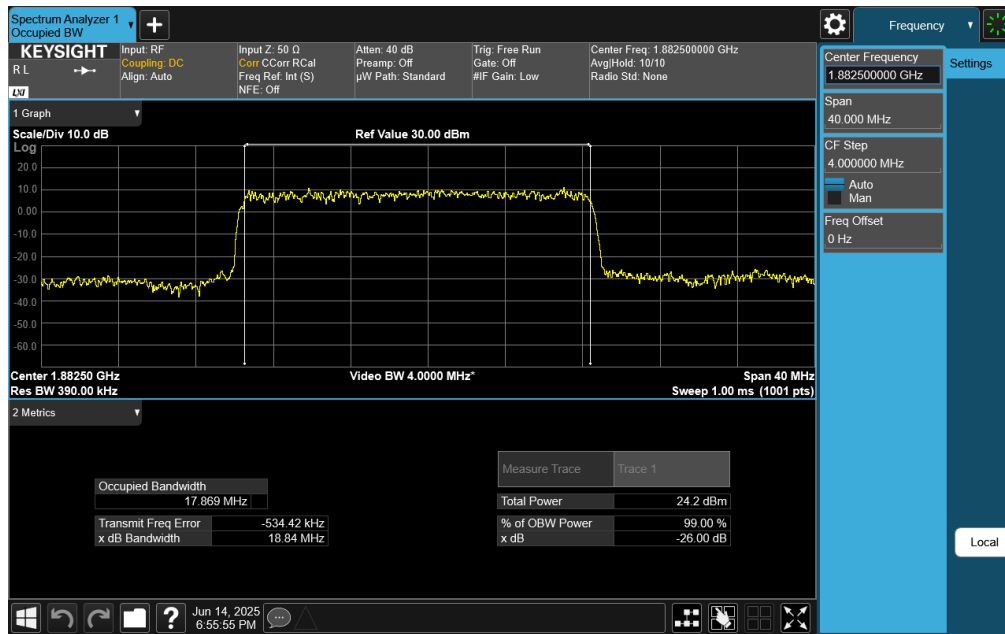 Spectrum Analyzer 1
Occupied BW
Frequency
KEYSIGHT
R L
LXI
Input: RF
Coupling: DC
Align: Auto
Input Z: 50 Ω
Corr CCorr RCal
Freq Ref: Int (S)
NFE: Off
Atten: 40 dB
Preamp: Off
µW Path: Standard
Trig: Free Run
Gate: Off
#IF Gain: Low
Center Freq: 1.882500000 GHz
Avg|Hold: 10/10
Radio Std: None
Center Frequency
1.882500000 GHz
Settings
Span
40.000 MHz
CF Step
4.000000 MHz
Auto
Man
Freq Offset
0 Hz
Local
1 Graph
Scale/Div 10.0 dB
Ref Value 30.00 dBm
Log
20.0
10.0
0.00
-10.0
-20.0
-30.0
-40.0
-50.0
-60.0
Center 1.88250 GHz
Video BW 4.0000 MHz*
Span 40 MHz
Res BW 390.00 kHz
Sweep 1.00 ms (1001 pts)
2 Metrics
Measure Trace
Trace 1
Occupied Bandwidth
17.869 MHz
Total Power
24.2 dBm
Transmit Freq Error
-534.42 kHz
% of OBW Power
99.00 %
x dB Bandwidth
18.84 MHz
x dB
-26.00 dB
Jun 14, 2025
6:55:55 PM